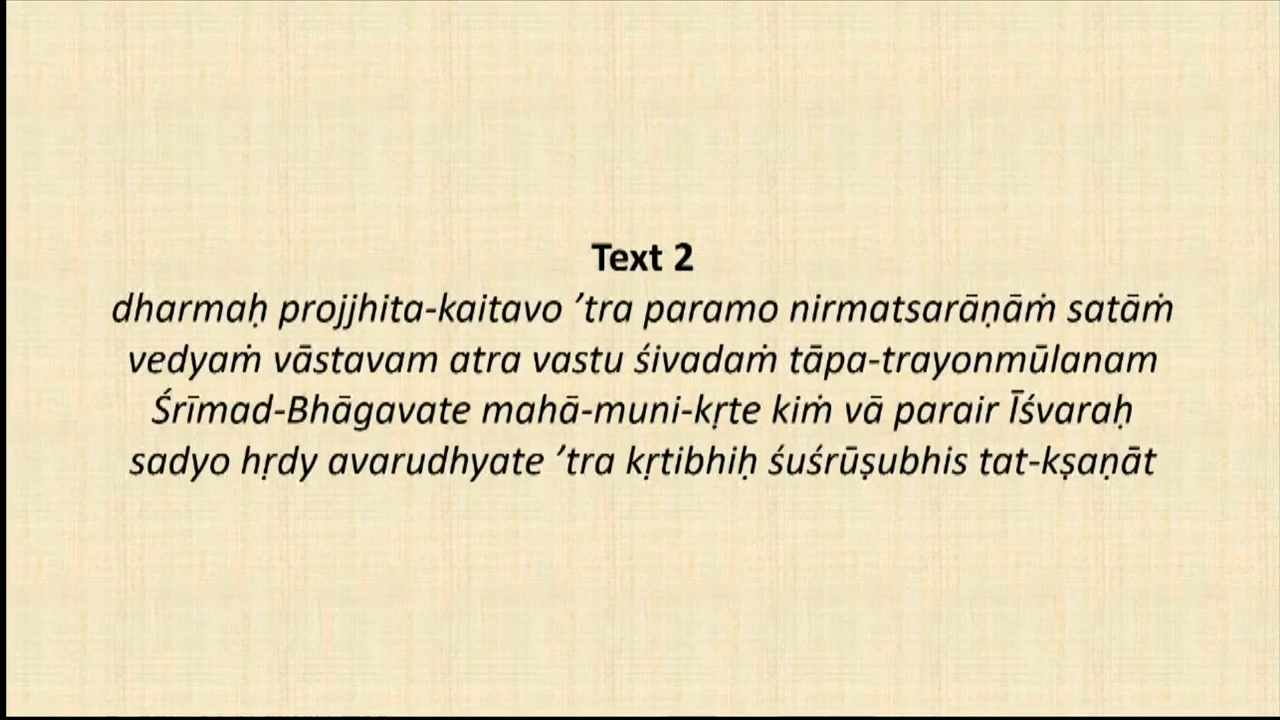 Text 2
dharmaḥ projjhita-kaitavo ’tra paramo nirmatsarāṇāṁ satāṁ
vedyaṁ vāstavam atra vastu śivadaṁ tāpa-trayonmūlanam
Śrīmad-Bhāgavate mahā-muni-kṛte kiṁ vā parair Īśvaraḥ
sadyo hṛdy avarudhyate ’tra kṛtibhiḥ śuśrūṣubhis tat-kṣaṇāt